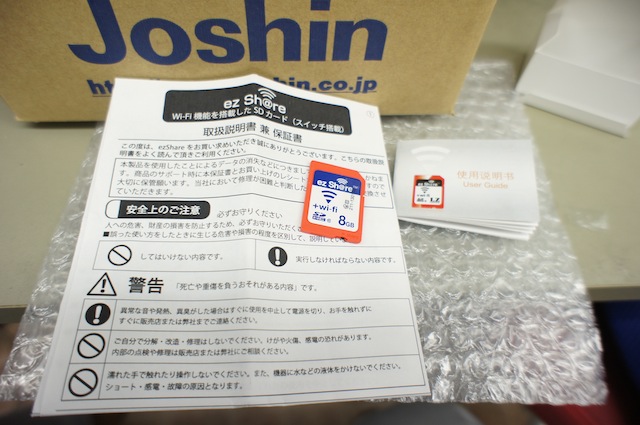 Joshin
shin.co.jp
ez Sh@re
Wi-Fi 機能を搭載した SD カード（スイッチ搭載）
取扱説明書 兼 保証書
この度は、ezShare をお買い求めいただき誠にありがとうございます。こちらの取扱説
明書をよく読んで頂きご利用ください。
本製品を使用したことによるデータの消失などにつきまし
す。商品のサポート時に本保証書とお買い上げのレシート
大切に保管願います。当社において修理が困難と判断した
ていただきます。
安全上のご注意
必ずお守りください
人への危害、財産の損害を防止するため、必ずお守りいただく
■誤った使い方をしたときに生じる危害や損害の程度を区別して、説明してい
してはいけない内容です。
実行しなければならない内容です。
警告
「死亡や重傷を負うおそれがある内容」です。
異常な音や発熱、異臭がした場合はすぐに使用を中止して電源を切り、お手を触れずに
すぐに販売店または弊社までご連絡ください。
ご自分で分解・改造・修理はしないでください。けがや火傷、感電の恐れがあります。
内部の点検や修理は販売店または弊社にご相談ください。
濡れた手で触れたり操作しないでください。また、機器に水などの液体をかけないでください。
ショート・感電・故障の原因となります。
ez Sh@re
+Wi-Fi
8GB
使用说明书
User Guide